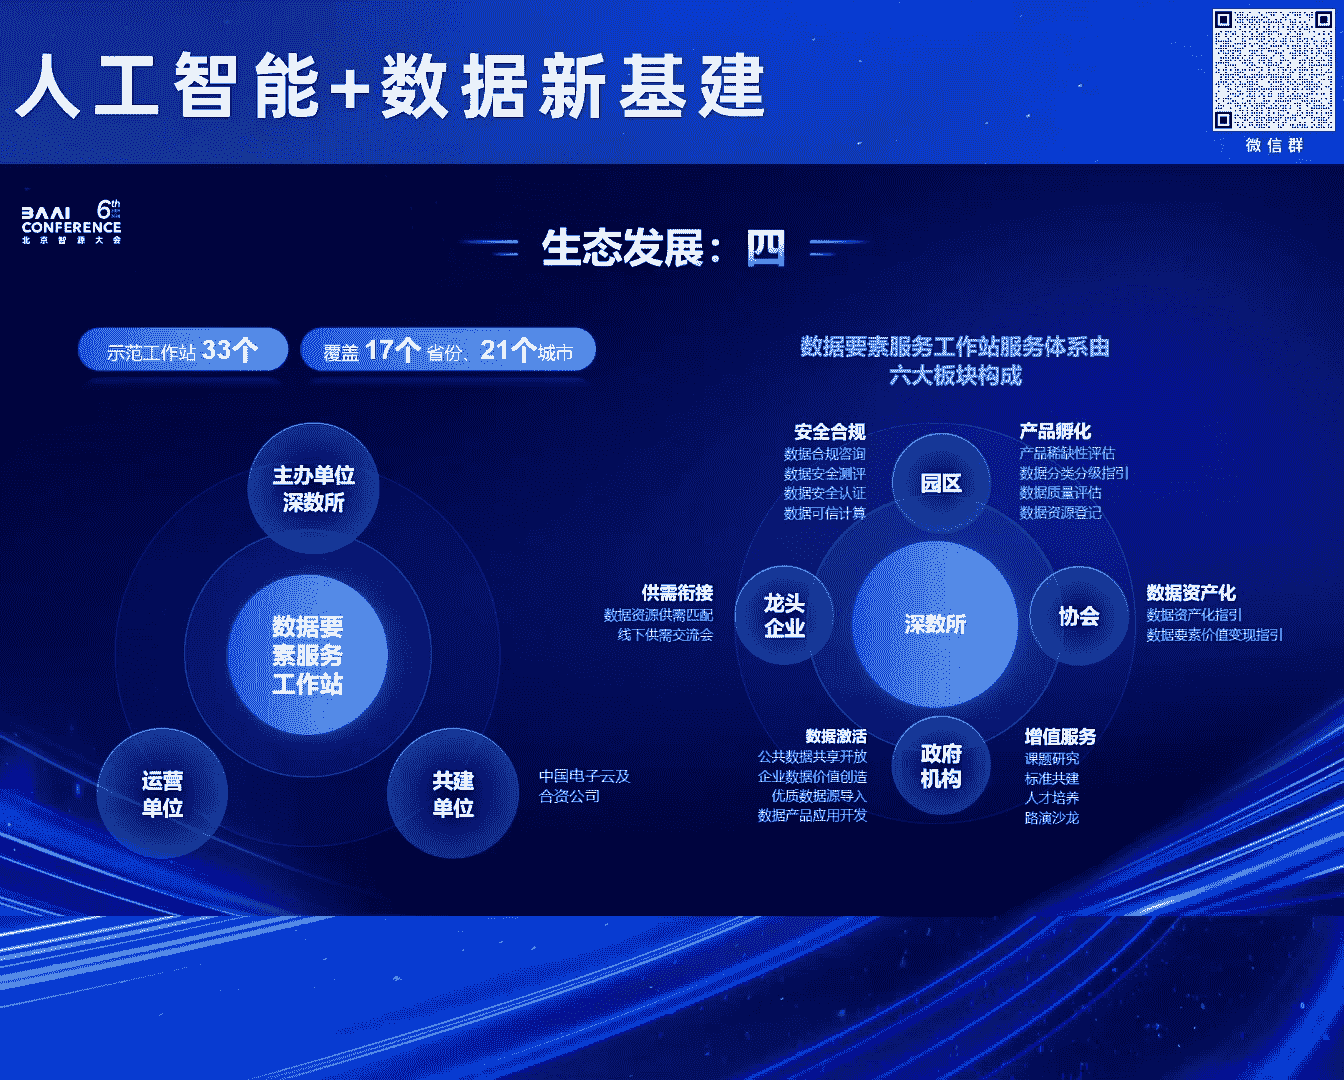 人工智能+数据新基建
微信群
BAAI 6th
CONFERENCE
北京智源大会
生态发展：四
示范工作站 33个
覆盖 17个 省份、21个城市
主办单位
深数所
数据要
素服务
工作站
运营
单位
共建
单位
中国电子云及
合资公司
数据要素服务工作站服务体系由
六大板块构成
安全合规
数据合规咨询
数据安全测评
数据安全认证
数据可信计算
园区
产品孵化
产品稀缺性评估
数据分类分级指引
数据质量评估
数据资源登记
供需衔接
数据资源供需匹配
线下供需交流会
龙头
企业
深数所
协会
数据资产化
数据资产化指引
数据要素价值变现指引
数据激活
公共数据共享开放
企业数据价值创造
优质数据源导入
数据产品应用开发
政府
机构
增值服务
课题研究
标准共建
人才培养
路演沙龙